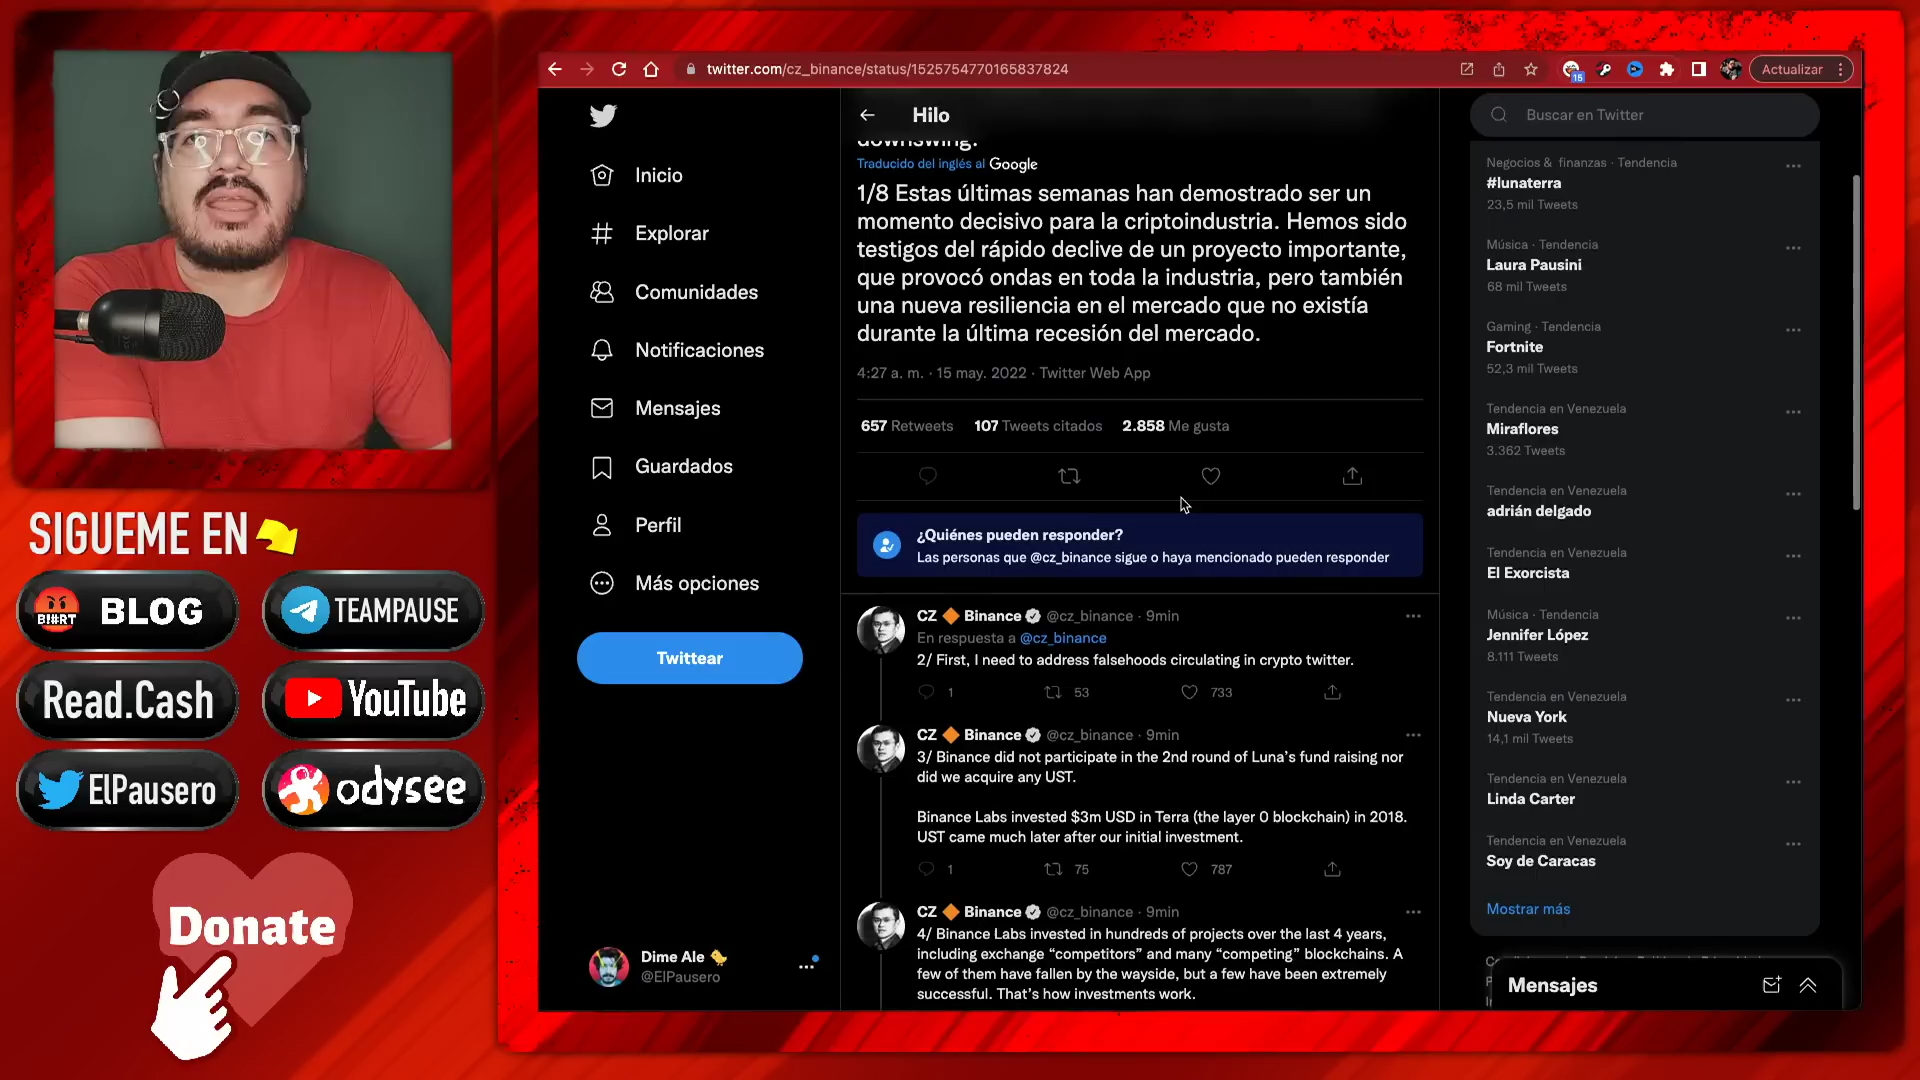 twitter.com/cz_binance/status/1525754770165837824
15
Actualizar
Hilo
downswing.
Traducido del inglés al Google
1/8 Estas últimas semanas han demostrado ser un
momento decisivo para la criptoindustria. Hemos sido
testigos del rápido declive de un proyecto importante,
que provocó ondas en toda la industria, pero también
una nueva resiliencia en el mercado que no existía
durante la última recesión del mercado.
4:27 a. m. · 15 may. 2022 · Twitter Web App
657 Retweets 107 Tweets citados 2.858 Me gusta
¿Quiénes pueden responder?
Las personas que @cz_binance sigue o haya mencionado pueden responder
CZ 🔶 Binance @cz_binance · 9min
En respuesta a @cz_binance
2/ First, I need to address falsehoods circulating in crypto twitter.
1 53 733
CZ 🔶 Binance @cz_binance · 9min
3/ Binance did not participate in the 2nd round of Luna's fund raising nor
did we acquire any UST.
Binance Labs invested $3m USD in Terra (the layer 0 blockchain) in 2018.
UST came much later after our initial investment.
1 75 787
CZ 🔶 Binance @cz_binance · 9min
4/ Binance Labs invested in hundreds of projects over the last 4 years,
including exchange “competitors” and many “competing” blockchains. A
few of them have fallen by the wayside, but a few have been extremely
successful. That's how investments work.
Inicio
Explorar
Comunidades
Notificaciones
Mensajes
Guardados
Perfil
Más opciones
Twittear
Dime Ale 🐤
@ElPausero
Buscar en Twitter
Negocios & finanzas · Tendencia
#lunaterra
23,5 mil Tweets
Música · Tendencia
Laura Pausini
68 mil Tweets
Gaming · Tendencia
Fortnite
52,3 mil Tweets
Tendencia en Venezuela
Miraflores
3.362 Tweets
Tendencia en Venezuela
adrián delgado
Tendencia en Venezuela
El Exorcista
Música · Tendencia
Jennifer López
8.111 Tweets
Tendencia en Venezuela
Nueva York
14,1 mil Tweets
Tendencia en Venezuela
Linda Carter
Tendencia en Venezuela
Soy de Caracas
Mostrar más
Mensajes
SIGUEME EN
BI#RT
BLOG
TEAMPAUSE
Read.Cash
YouTube
ElPausero
odysee
Donate